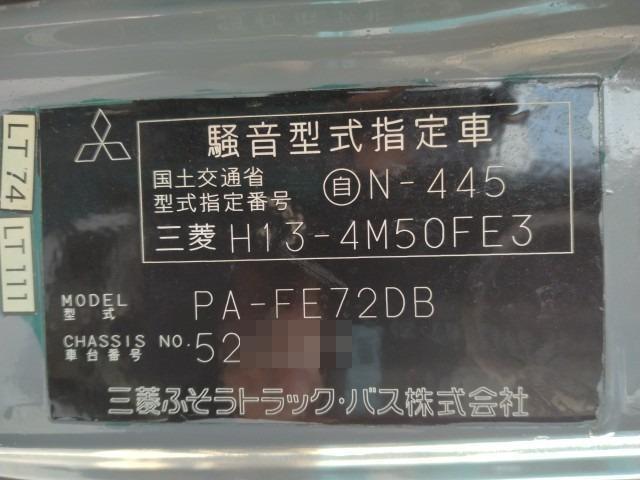 騒音型式指定車
国土交通省
型式指定番号
自 N-445
三菱 H13-4M50FE3
MODEL
型式
PA-FE72DB
CHASSIS NO.
車台番号
52
三菱ふそうトラック・バス株式会社
LT 74
LT 111